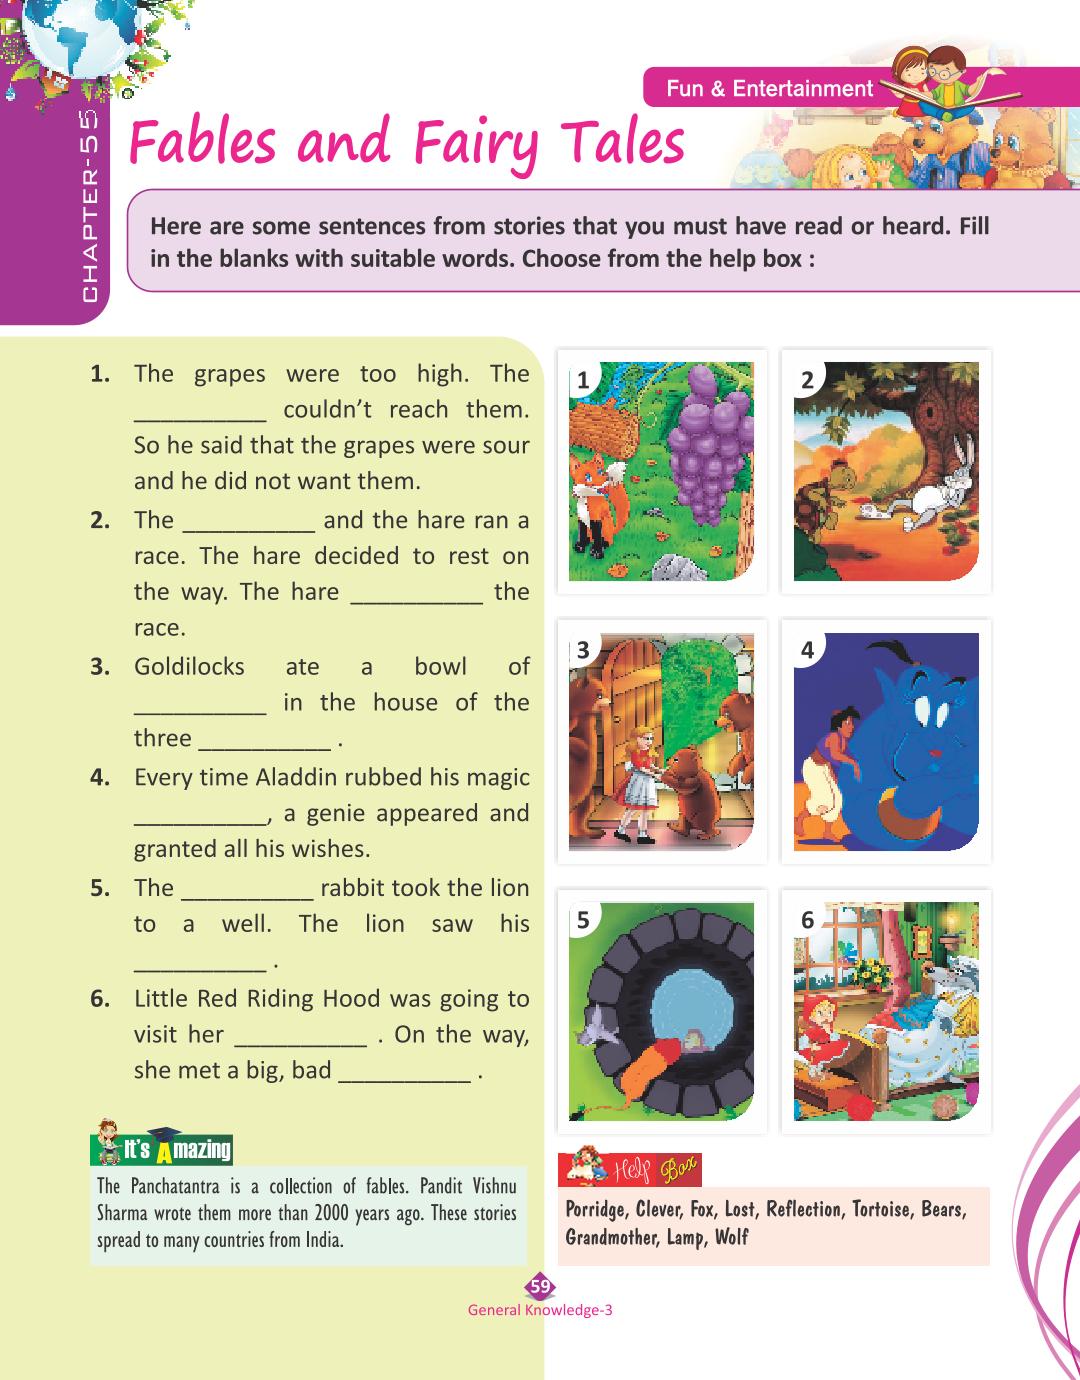 Fun & Entertainment
CHAPTER-55
Fables and Fairy Tales
Here are some sentences from stories that you must have read or heard. Fill
in the blanks with suitable words. Choose from the help box :
1. The grapes were too high. The
__________ couldn’t reach them.
So he said that the grapes were sour
and he did not want them.
2. The __________ and the hare ran a
race. The hare decided to rest on
the way. The hare __________ the
race.
3. Goldilocks ate a bowl of
__________ in the house of the
three __________ .
4. Every time Aladdin rubbed his magic
__________, a genie appeared and
granted all his wishes.
5. The __________ rabbit took the lion
to a well. The lion saw his
__________ .
6. Little Red Riding Hood was going to
visit her __________ . On the way,
she met a big, bad __________ .
1
2
3
4
5
6
It's Amazing
The Panchatantra is a collection of fables. Pandit Vishnu
Sharma wrote them more than 2000 years ago. These stories
spread to many countries from India.
Help Box
Porridge, Clever, Fox, Lost, Reflection, Tortoise, Bears,
Grandmother, Lamp, Wolf
59
General Knowledge-3